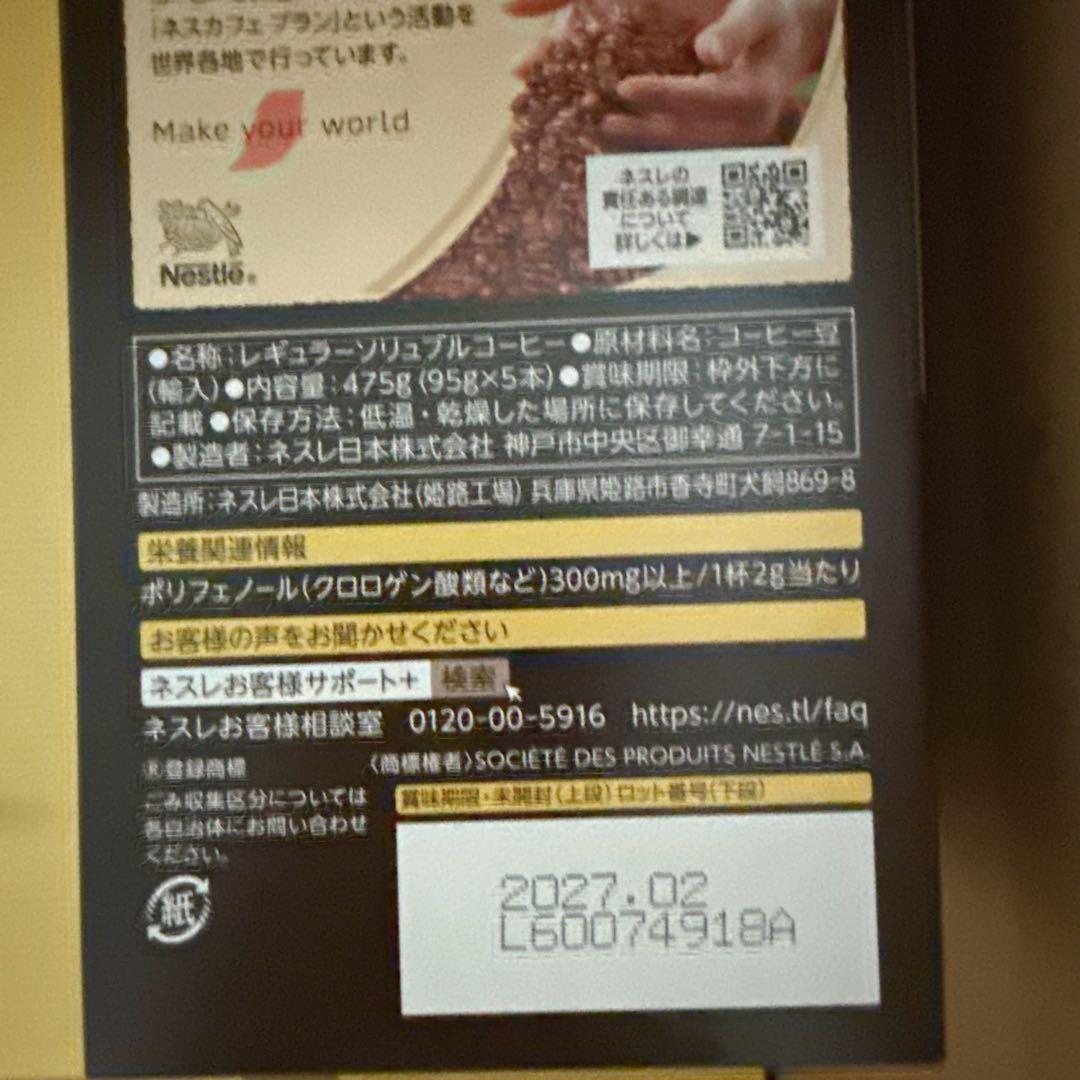 「ネスカフェ プラン」という活動を
世界各地で行っています。
Make your world
Nestlé®
ネスレの
責任ある調達
について
詳しくは▶
●名称：レギュラーソリュブルコーヒー ●原材料名：コーヒー豆
(輸入) ●内容量：475g (95g×5本) ●賞味期限：枠外下方に
記載 ●保存方法：低温・乾燥した場所に保存してください。
●製造者：ネスレ日本株式会社 神戸市中央区御幸通 7-1-15
製造所：ネスレ日本株式会社(姫路工場) 兵庫県姫路市香寺町犬飼869-8
栄養関連情報
ポリフェノール(クロロゲン酸類など)300mg以上/1杯2g当たり
お客様の声をお聞かせください
ネスレお客様サポート+ 検索
ネスレお客様相談室 0120-00-5916 https://nes.tl/faq
®登録商標 〈商標権者〉SOCIÉTÉ DES PRODUITS NESTLÉ S.A.
ごみ収集区分については
各自治体にお問い合わせ
ください。
紙
賞味期限・未開封(上段) ロット番号(下段)
2027.02
L60074918A